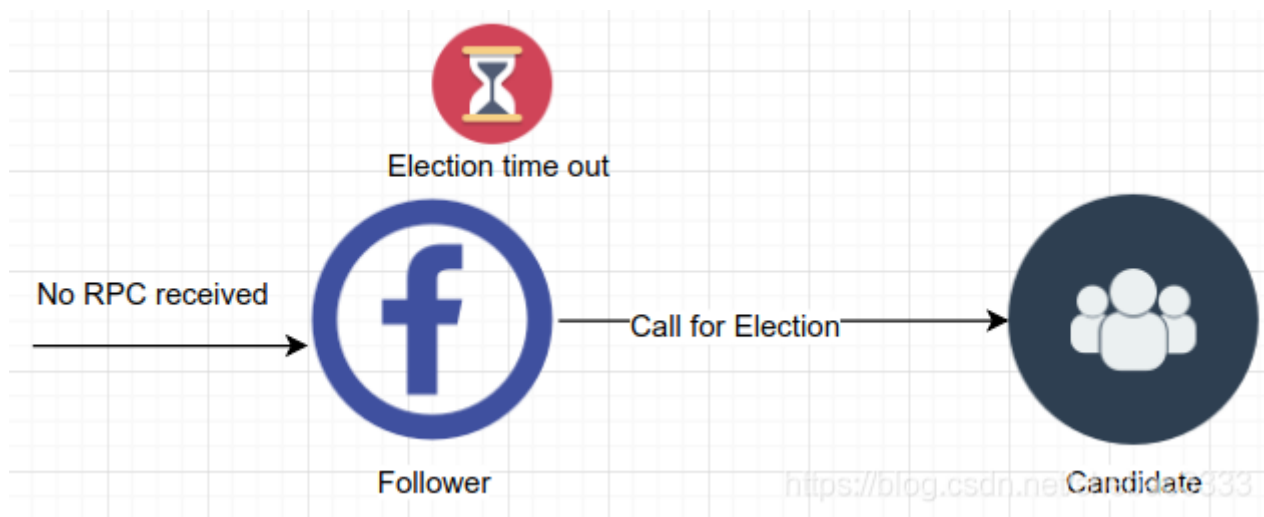 Election time out
No RPC received
Call for Election
Follower
Candidate